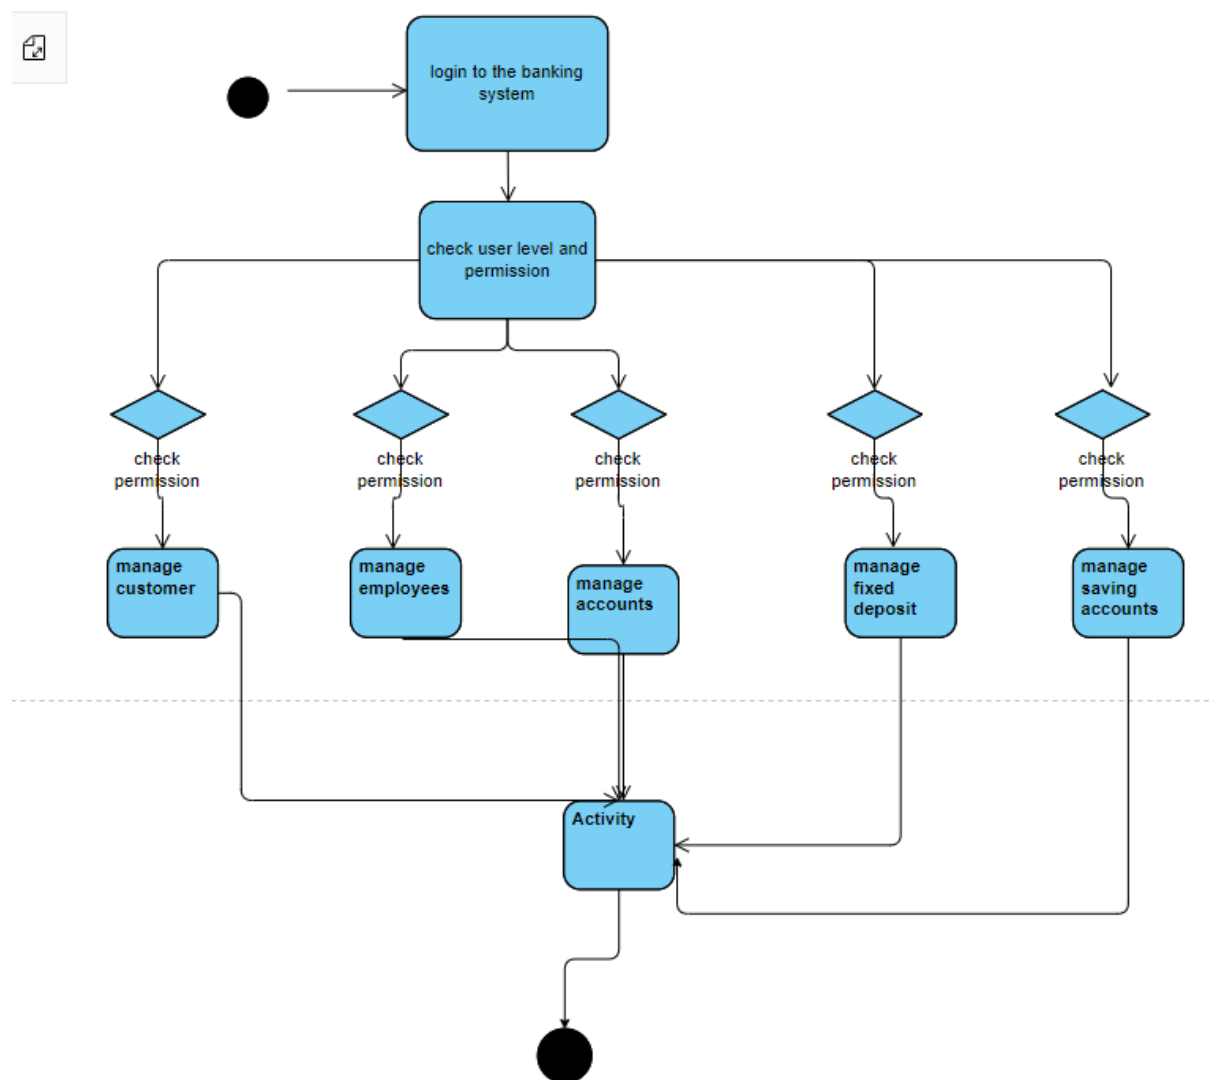 login to the banking
system
check user level and
permission
check
permission
check
permission
check
permission
check
permission
check
permission
manage
customer
manage
employees
manage
accounts
manage
fixed
deposit
manage
saving
accounts
Activity